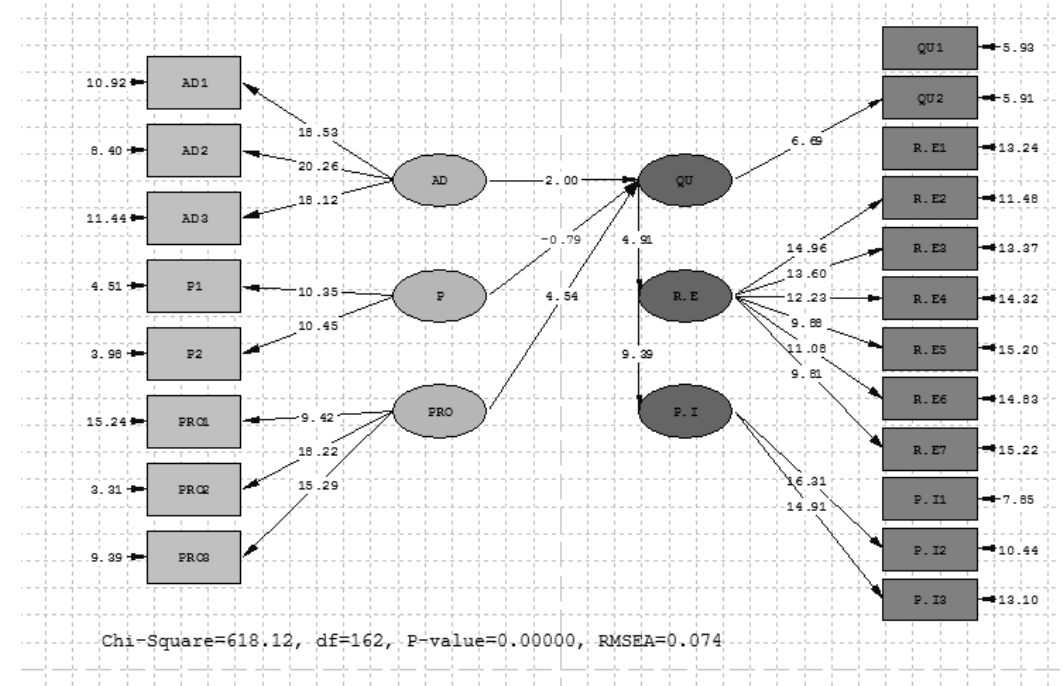 QU1
5.93
10.92
AD1
QU2
5.91
18.53
6.69
8.40
AD2
R.E1
13.24
20.26
AD
2.00
QU
R.E2
11.48
18.12
11.44
AD3
-0.79
4.91
14.96
R.E3
13.37
13.60
4.51
P1
10.35
P
4.54
R.E
12.23
R.E4
14.32
9.88
10.45
11.08
R.E5
15.20
3.98
P2
9.39
9.81
R.E6
14.83
15.24
PRO1
9.42
PRO
P.I
18.22
R.E7
15.22
3.31
PRO2
15.29
16.31
P.I1
7.85
14.91
9.39
PRO3
P.I2
10.44
P.I3
13.10
Chi-Square=618.12, df=162, P-value=0.00000, RMSEA=0.074